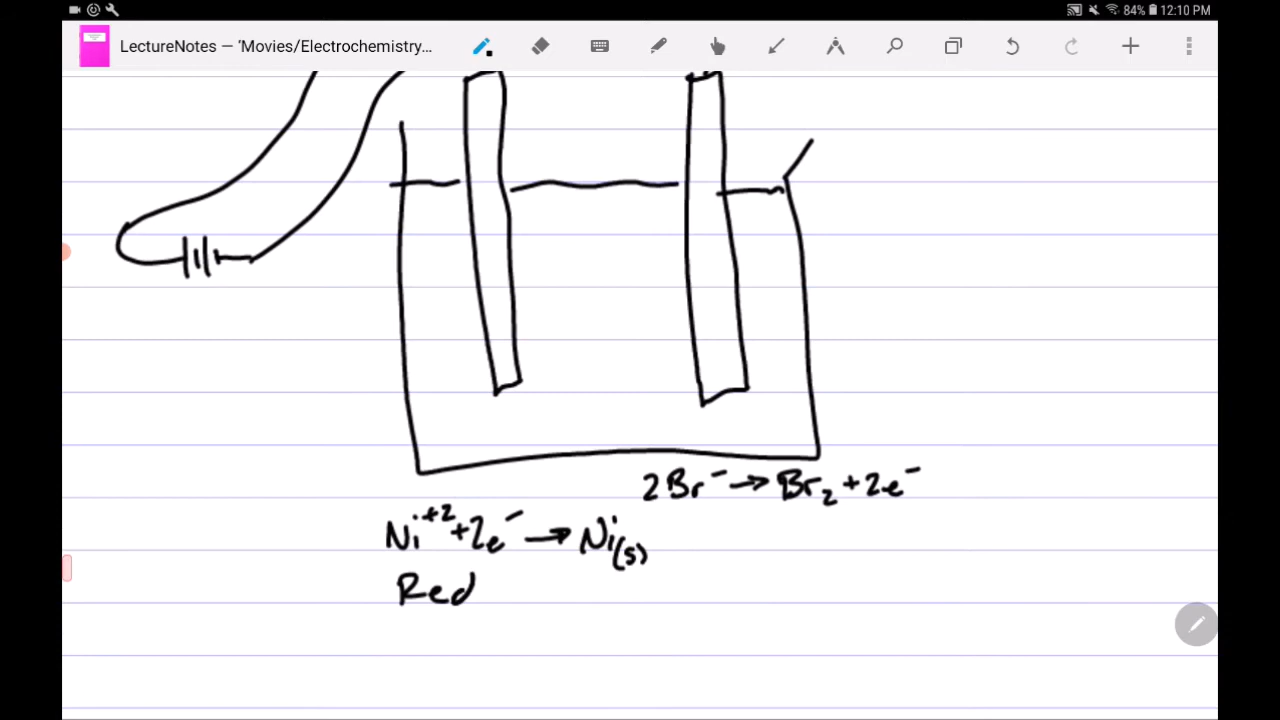 84% 12:10 PM
LectureNotes — 'Movies/Electrochemistry...
2Br⁻ → Br₂ + 2e⁻
Ni⁺² + 2e⁻ → Ni(s)
Red